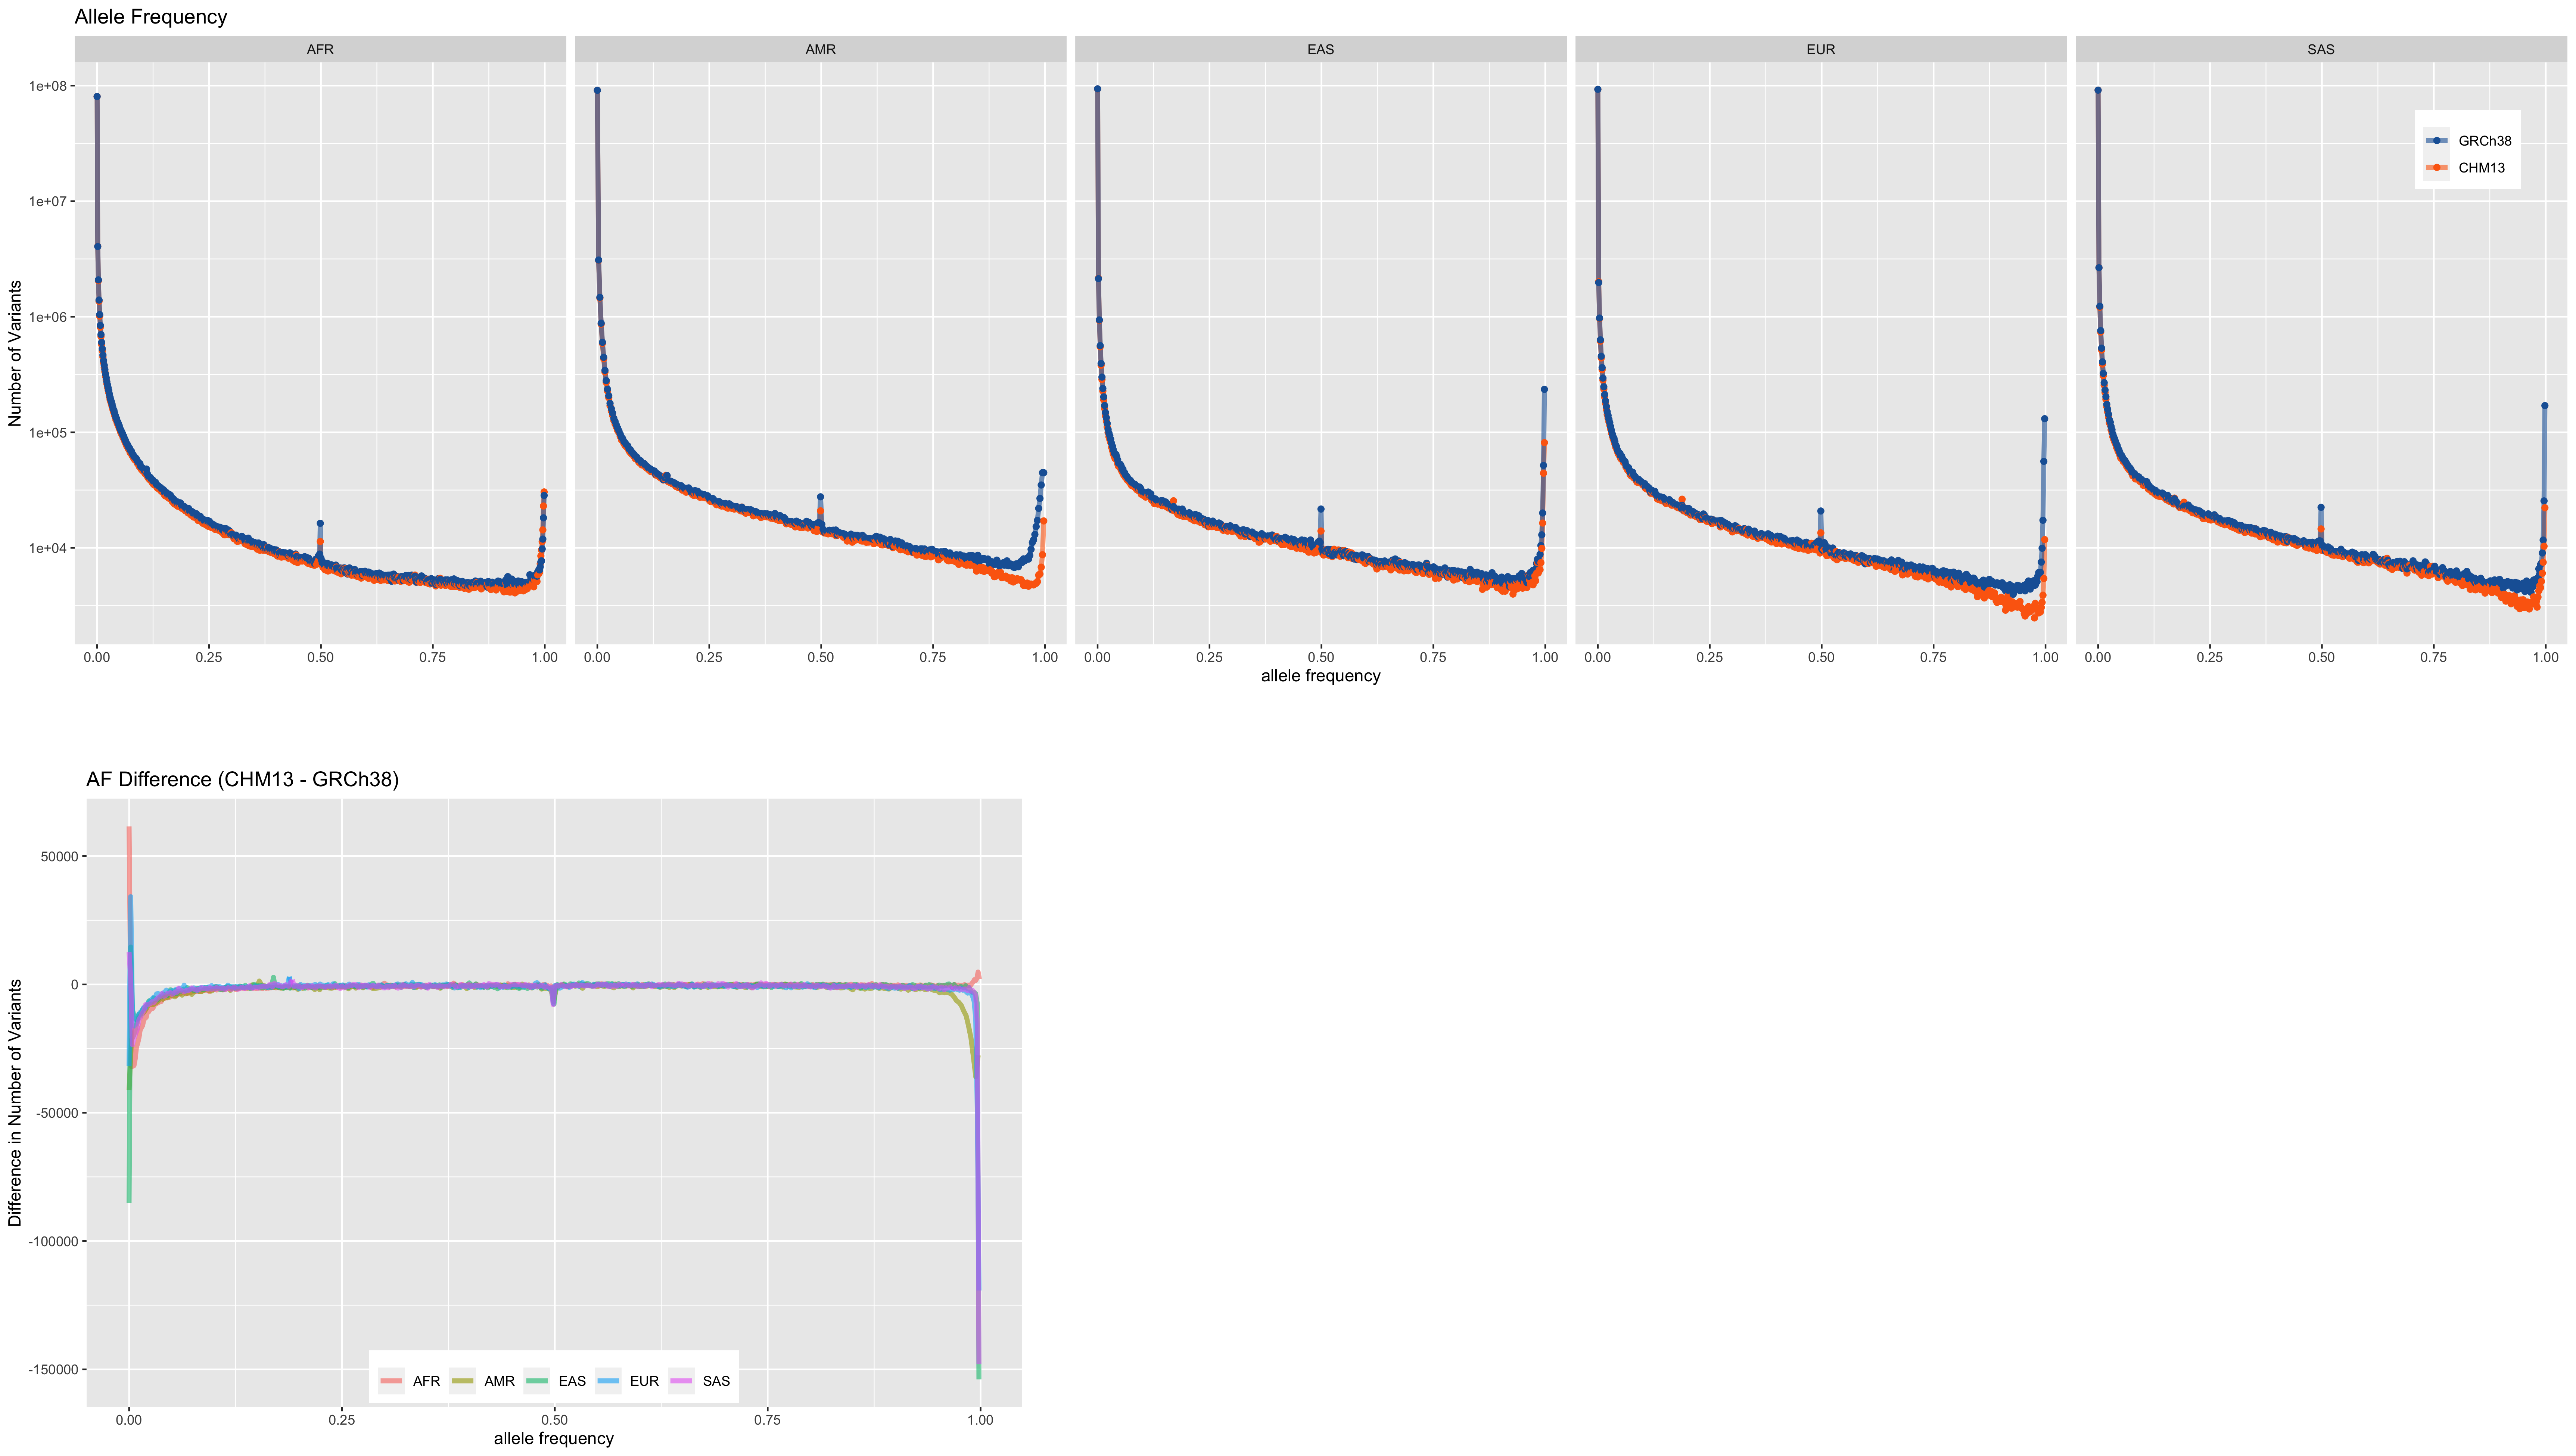 Allele Frequency
AFR AMR EAS EUR SAS
Number of Variants
1e+08
1e+07
1e+06
1e+05
1e+04
GRCh38
CHM13
0.00 0.25 0.50 0.75 1.00 0.00 0.25 0.50 0.75 1.00 0.00 0.25 0.50 0.75 1.00 0.00 0.25 0.50 0.75 1.00 0.00 0.25 0.50 0.75 1.00
allele frequency
AF Difference (CHM13 - GRCh38)
Difference in Number of Variants
50000
0
-50000
-100000
-150000
AFR AMR EAS EUR SAS
0.00 0.25 0.50 0.75 1.00
allele frequency